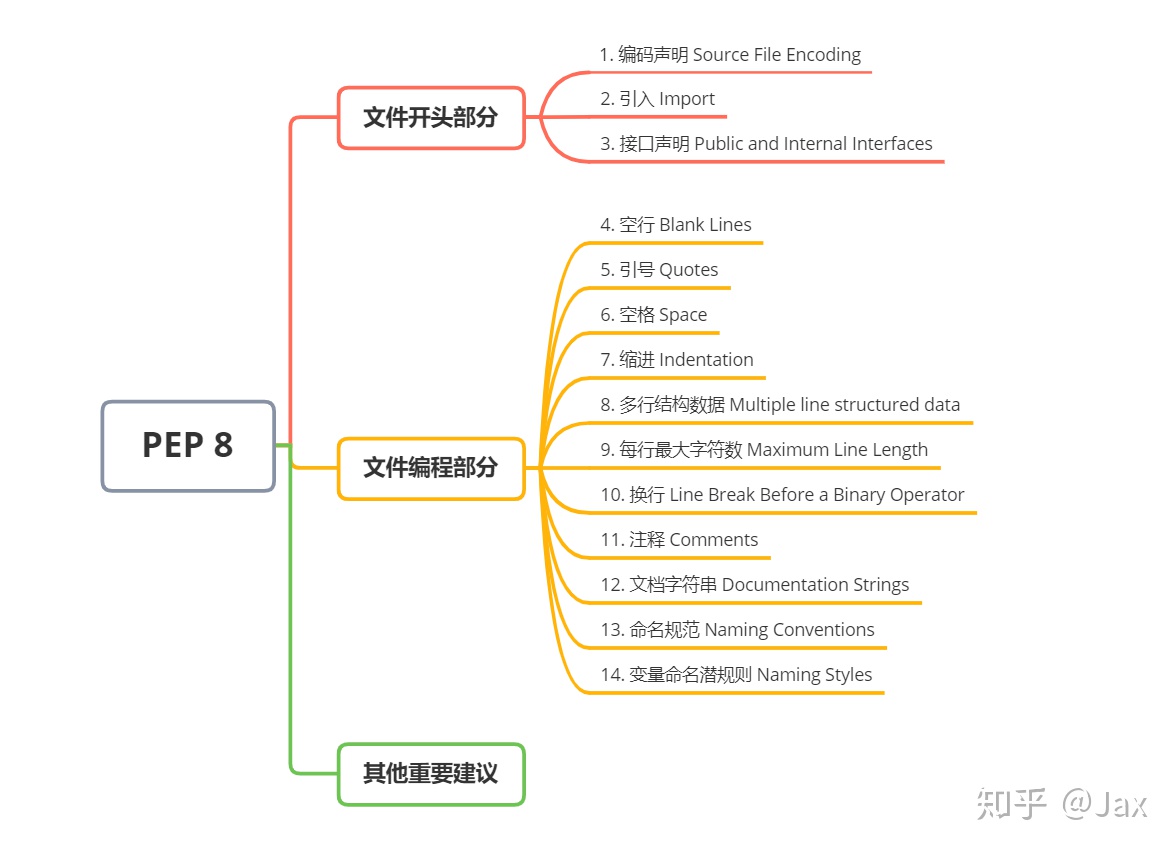 1. 编码声明 Source File Encoding
文件开头部分
2. 引入 Import
3. 接口声明 Public and Internal Interfaces
4. 空行 Blank Lines
5. 引号 Quotes
6. 空格 Space
7. 缩进 Indentation
8. 多行结构数据 Multiple line structured data
PEP 8
文件编程部分
9. 每行最大字符数 Maximum Line Length
10. 换行 Line Break Before a Binary Operator
11. 注释 Comments
12. 文档字符串 Documentation Strings
13. 命名规范 Naming Conventions
14. 变量命名潜规则 Naming Styles
其他重要建议
知乎 @Jax